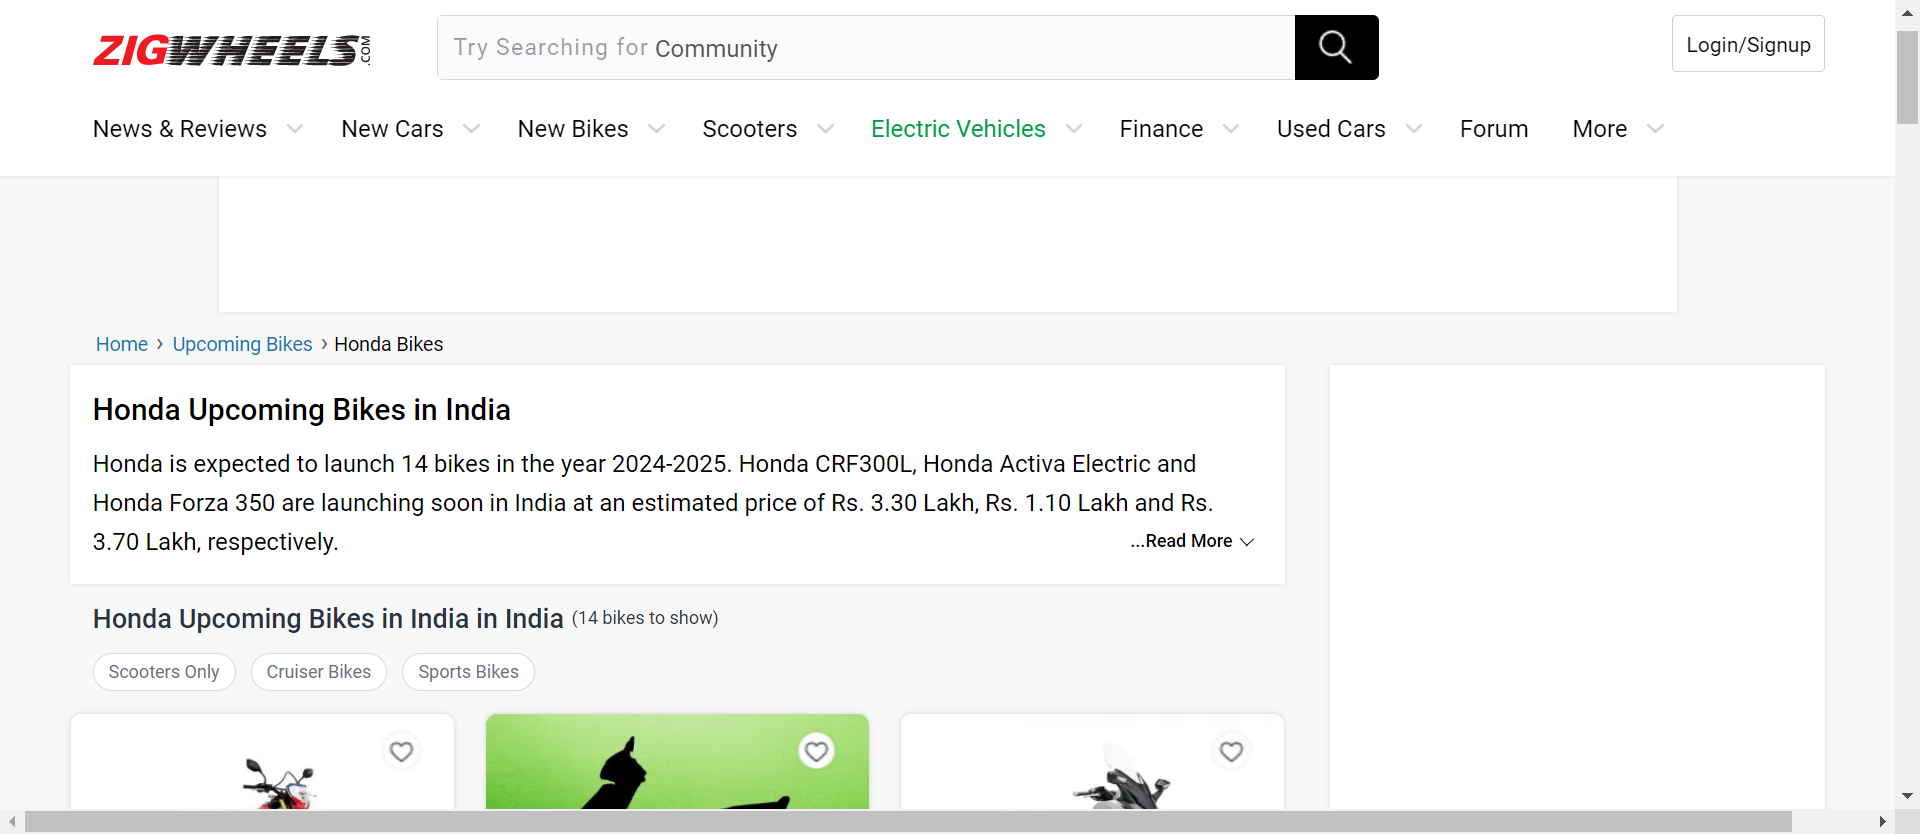 ZIGWHEELS.COM
Try Searching for Community
Login/Signup
News & Reviews New Cars New Bikes Scooters Electric Vehicles Finance Used Cars Forum More
Home › Upcoming Bikes › Honda Bikes
Honda Upcoming Bikes in India
Honda is expected to launch 14 bikes in the year 2024-2025. Honda CRF300L, Honda Activa Electric and
Honda Forza 350 are launching soon in India at an estimated price of Rs. 3.30 Lakh, Rs. 1.10 Lakh and Rs.
3.70 Lakh, respectively.
...Read More
Honda Upcoming Bikes in India in India (14 bikes to show)
Scooters Only Cruiser Bikes Sports Bikes